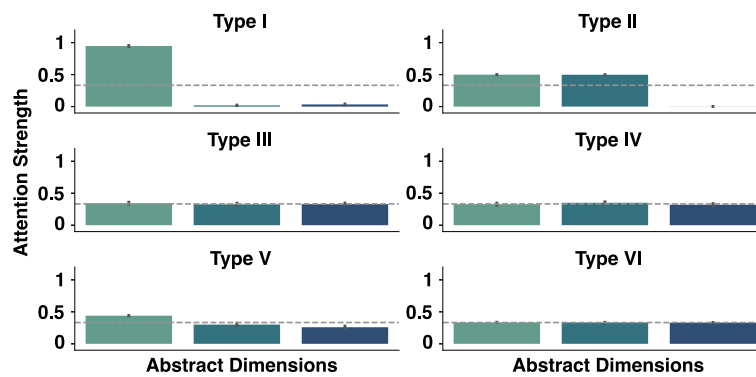 Type I
Type II
1
0.5
0
1
0.5
0
Type III
Type IV
1
0.5
0
1
0.5
0
Type V
Type VI
1
0.5
0
1
0.5
0
Attention Strength
Abstract Dimensions
Abstract Dimensions